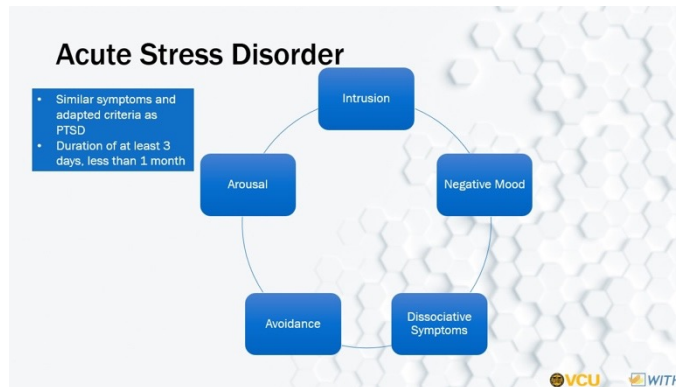 Acute Stress Disorder
• Similar symptoms and
adapted criteria as
PTSD
• Duration of at least 3
days, less than 1 month
Intrusion
Negative Mood
Dissociative
Symptoms
Avoidance
Arousal
VCU
WITH